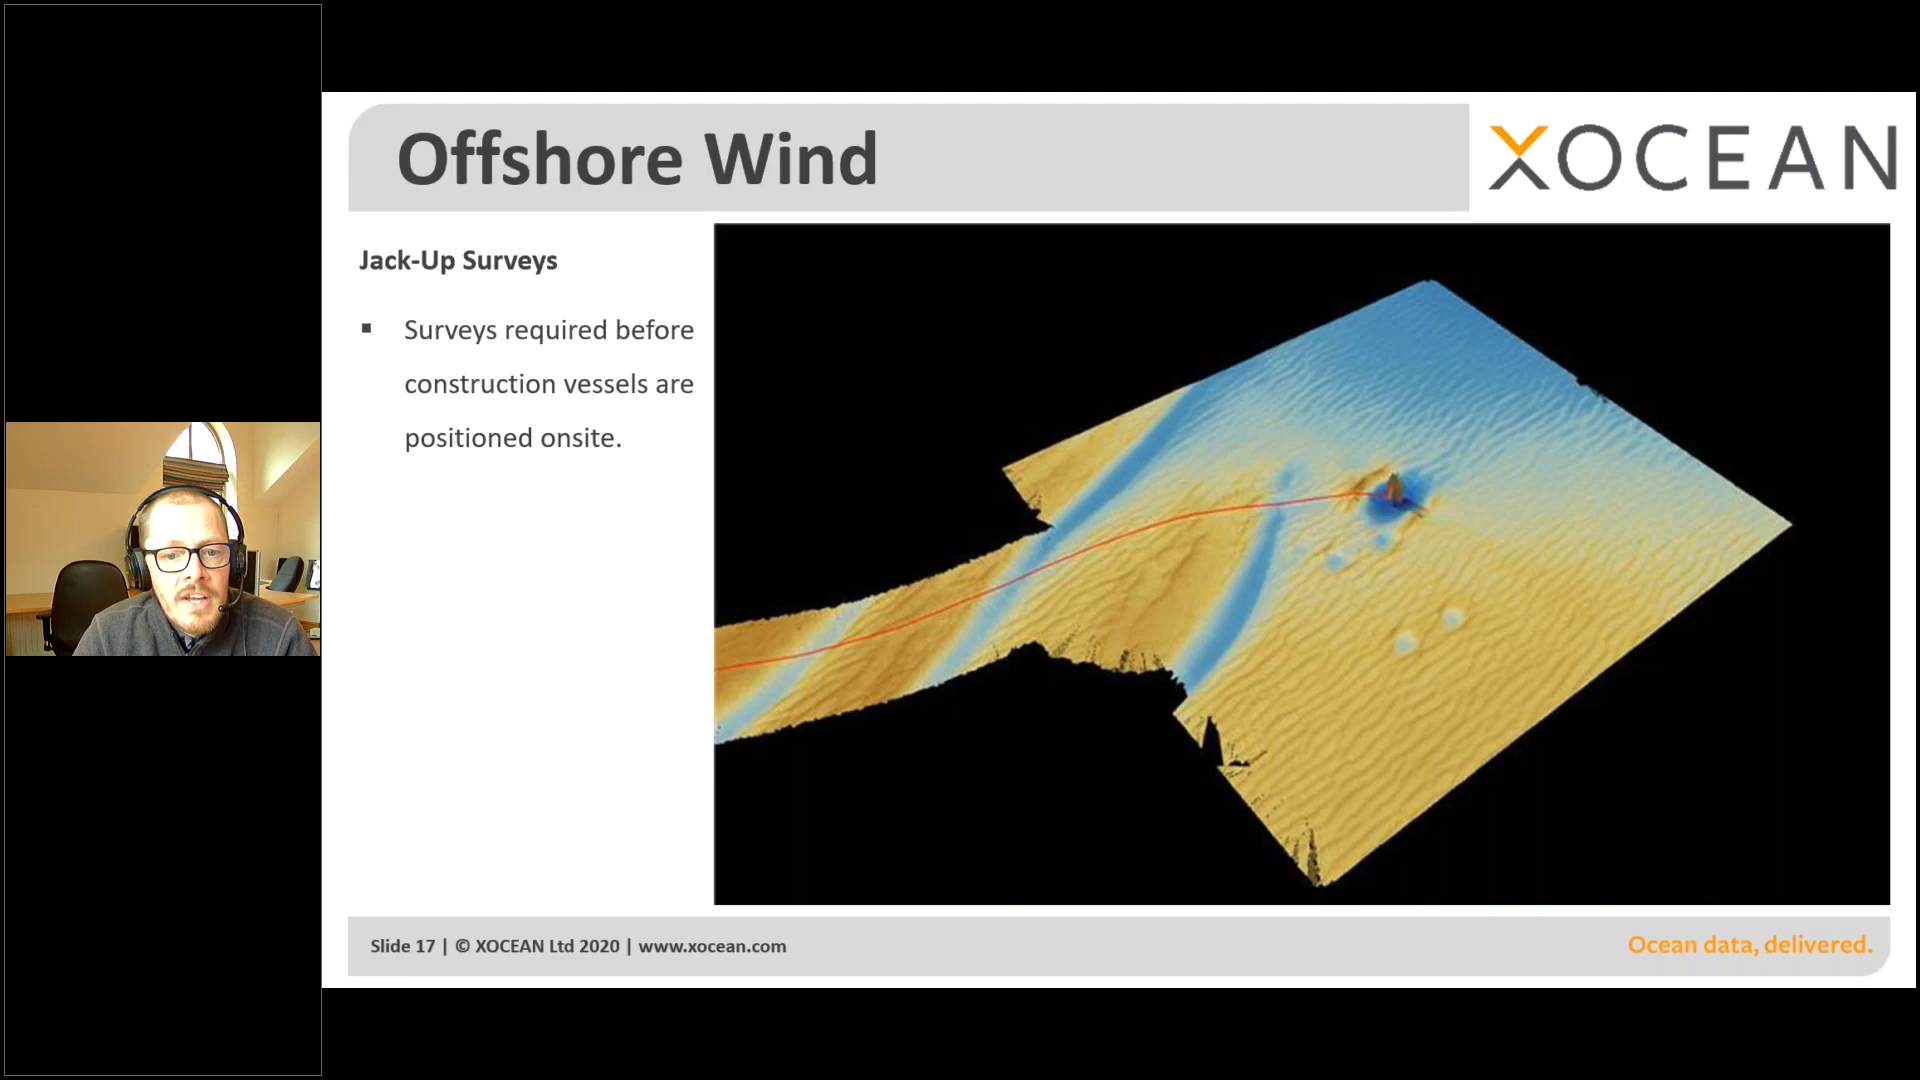 Offshore Wind
XOCEAN
Jack-Up Surveys
▪ Surveys required before
construction vessels are
positioned onsite.
Slide 17 | © XOCEAN Ltd 2020 | www.xocean.com
Ocean data, delivered.